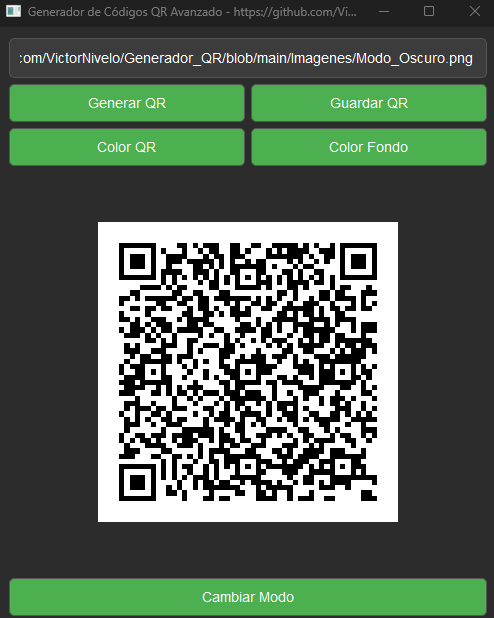 Generador de Códigos QR Avanzado - https://github.com/Vi...
:om/VictorNivelo/Generador_QR/blob/main/Imagenes/Modo_Oscuro.png
Generar QR Guardar QR
Color QR Color Fondo
Cambiar Modo